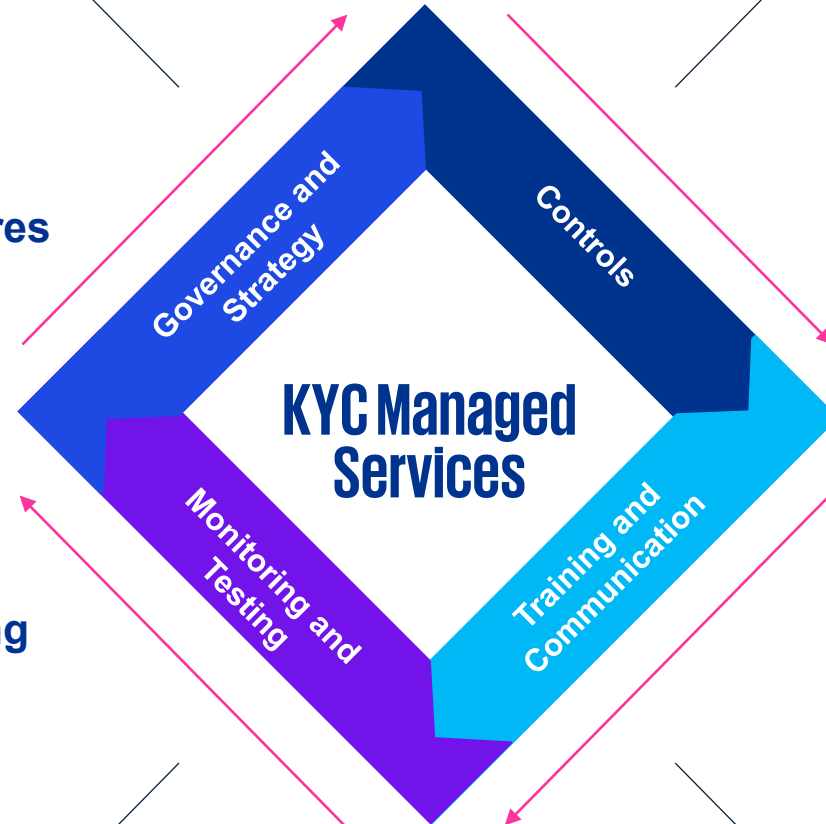 res
Governance and
Strategy
Controls
KYC Managed
Services
Training and
Communication
Monitoring and
Testing
g